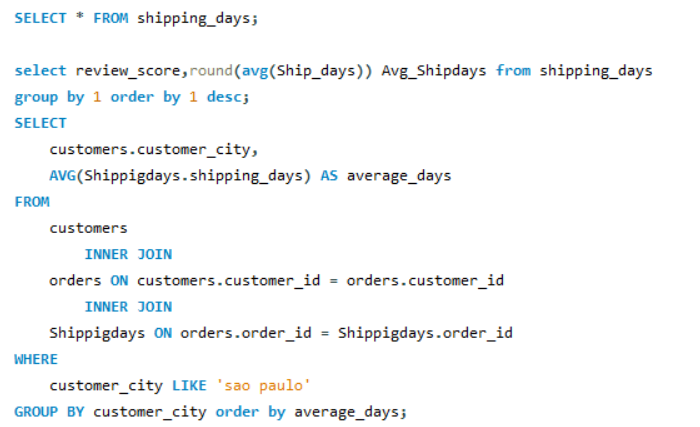 SELECT * FROM shipping_days;
select review_score,round(avg(Ship_days)) Avg_Shipdays from shipping_days
group by 1 order by 1 desc;
SELECT
customers.customer_city,
AVG(Shippigdays.shipping_days) AS average_days
FROM
customers
INNER JOIN
orders ON customers.customer_id = orders.customer_id
INNER JOIN
Shippigdays ON orders.order_id = Shippigdays.order_id
WHERE
customer_city LIKE 'sao paulo'
GROUP BY customer_city order by average_days;